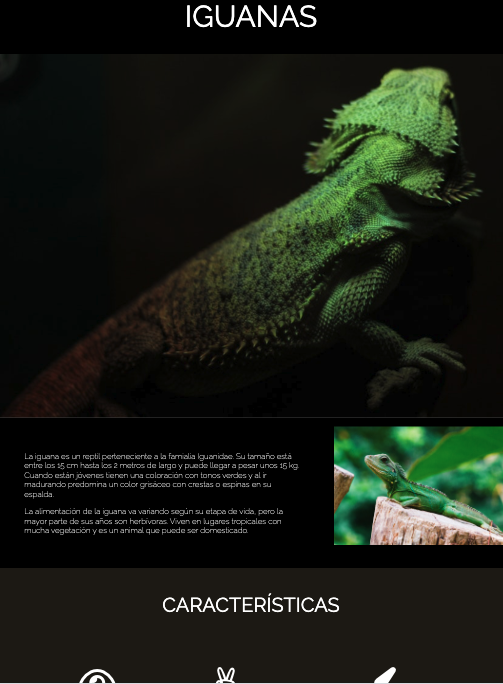 IGUANAS
La iguana es un reptil perteneciente a la famialia Iguanidae. Su tamaño está
entre los 15 cm hasta los 2 metros de largo y puede llegar a pesar unos 15 kg.
Cuando están jóvenes tienen una coloración con tonos verdes y al ir
madurando predomina un color grisáceo con crestas o espinas en su
espalda.
La alimentación de la iguana va variando según su etapa de vida, pero la
mayor parte de sus años son herbívoras. Viven en lugares tropicales con
mucha vegetación y es un animal que puede ser domesticado.
CARACTERÍSTICAS